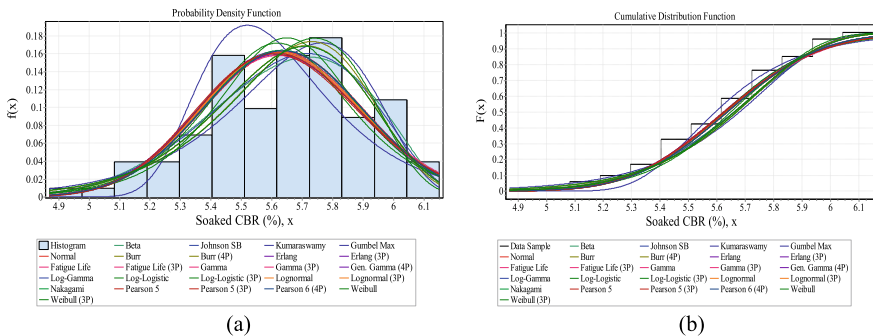 Probability Density Function
0.18
0.16
0.14
0.12
0.1
0.08
0.06
0.04
0.02
0
f(x)
4.9 5 5.1 5.2 5.3 5.4 5.5 5.6 5.7 5.8 5.9 6 6.1
Soaked CBR (%), x
Histogram Beta Johnson SB Kumaraswamy Gumbel Max
Normal Burr Burr (4P) Erlang Erlang (3P)
Fatigue Life Fatigue Life (3P) Gamma Gamma (3P) Gen. Gamma (4P)
Log-Gamma Log-Logistic Log-Logistic (3P) Lognormal Lognormal (3P)
Nakagami Pearson 5 Pearson 5 (3P) Pearson 6 (4P) Weibull
Weibull (3P)
(a)
Cumulative Distribution Function
1
0.9
0.8
0.7
0.6
0.5
0.4
0.3
0.2
0.1
0
F(x)
4.9 5 5.1 5.2 5.3 5.4 5.5 5.6 5.7 5.8 5.9 6 6.1
Soaked CBR (%), x
Data Sample Beta Johnson SB Kumaraswamy Gumbel Max
Normal Burr Burr (4P) Erlang Erlang (3P)
Fatigue Life Fatigue Life (3P) Gamma Gamma (3P) Gen. Gamma (4P)
Log-Gamma Log-Logistic Log-Logistic (3P) Lognormal Lognormal (3P)
Nakagami Pearson 5 Pearson 5 (3P) Pearson 6 (4P) Weibull
Weibull (3P)
(b)